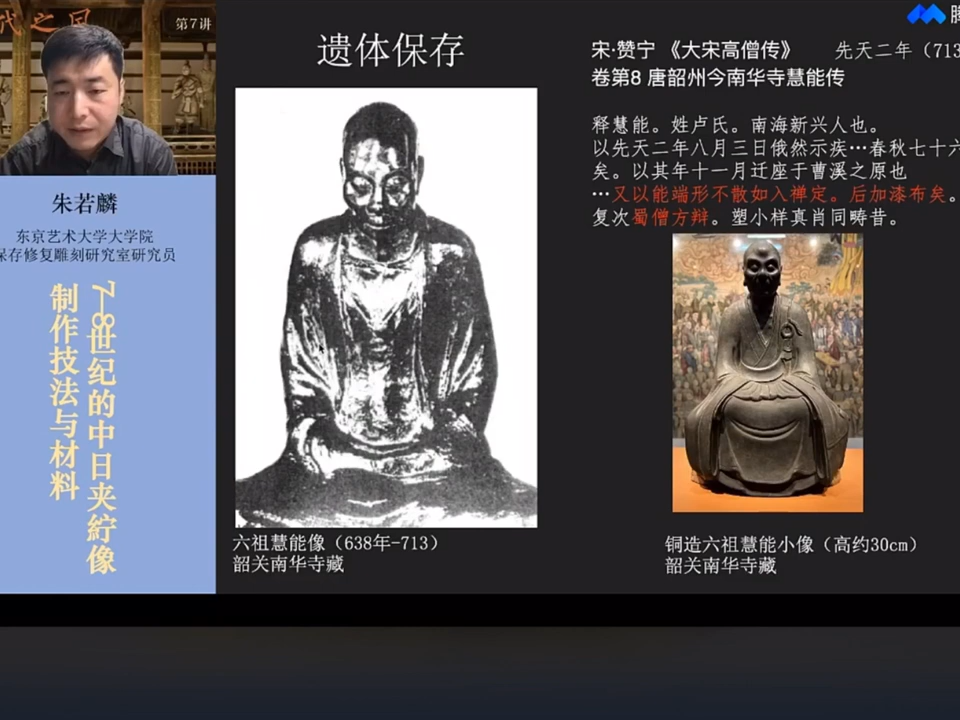 代之风
第7讲
朱若麟
东京艺术大学大学院
保存修复雕刻研究室研究员
7—8世纪的中日夹紵像
制作技法与材料
遗体保存
六祖慧能像（638年-713）
韶关南华寺藏
宋·赞宁 《大宋高僧传》 先天二年（713
卷第8 唐韶州今南华寺慧能传
释慧能。姓卢氏。南海新兴人也。
以先天二年八月三日俄然示疾…春秋七十六
矣。以其年十一月迁座于曹溪之原也
…又以能端形不散如入禅定。后加漆布矣。
复次蜀僧方辩。塑小样真肖同畴昔。
铜造六祖慧能小像（高约30cm）
韶关南华寺藏